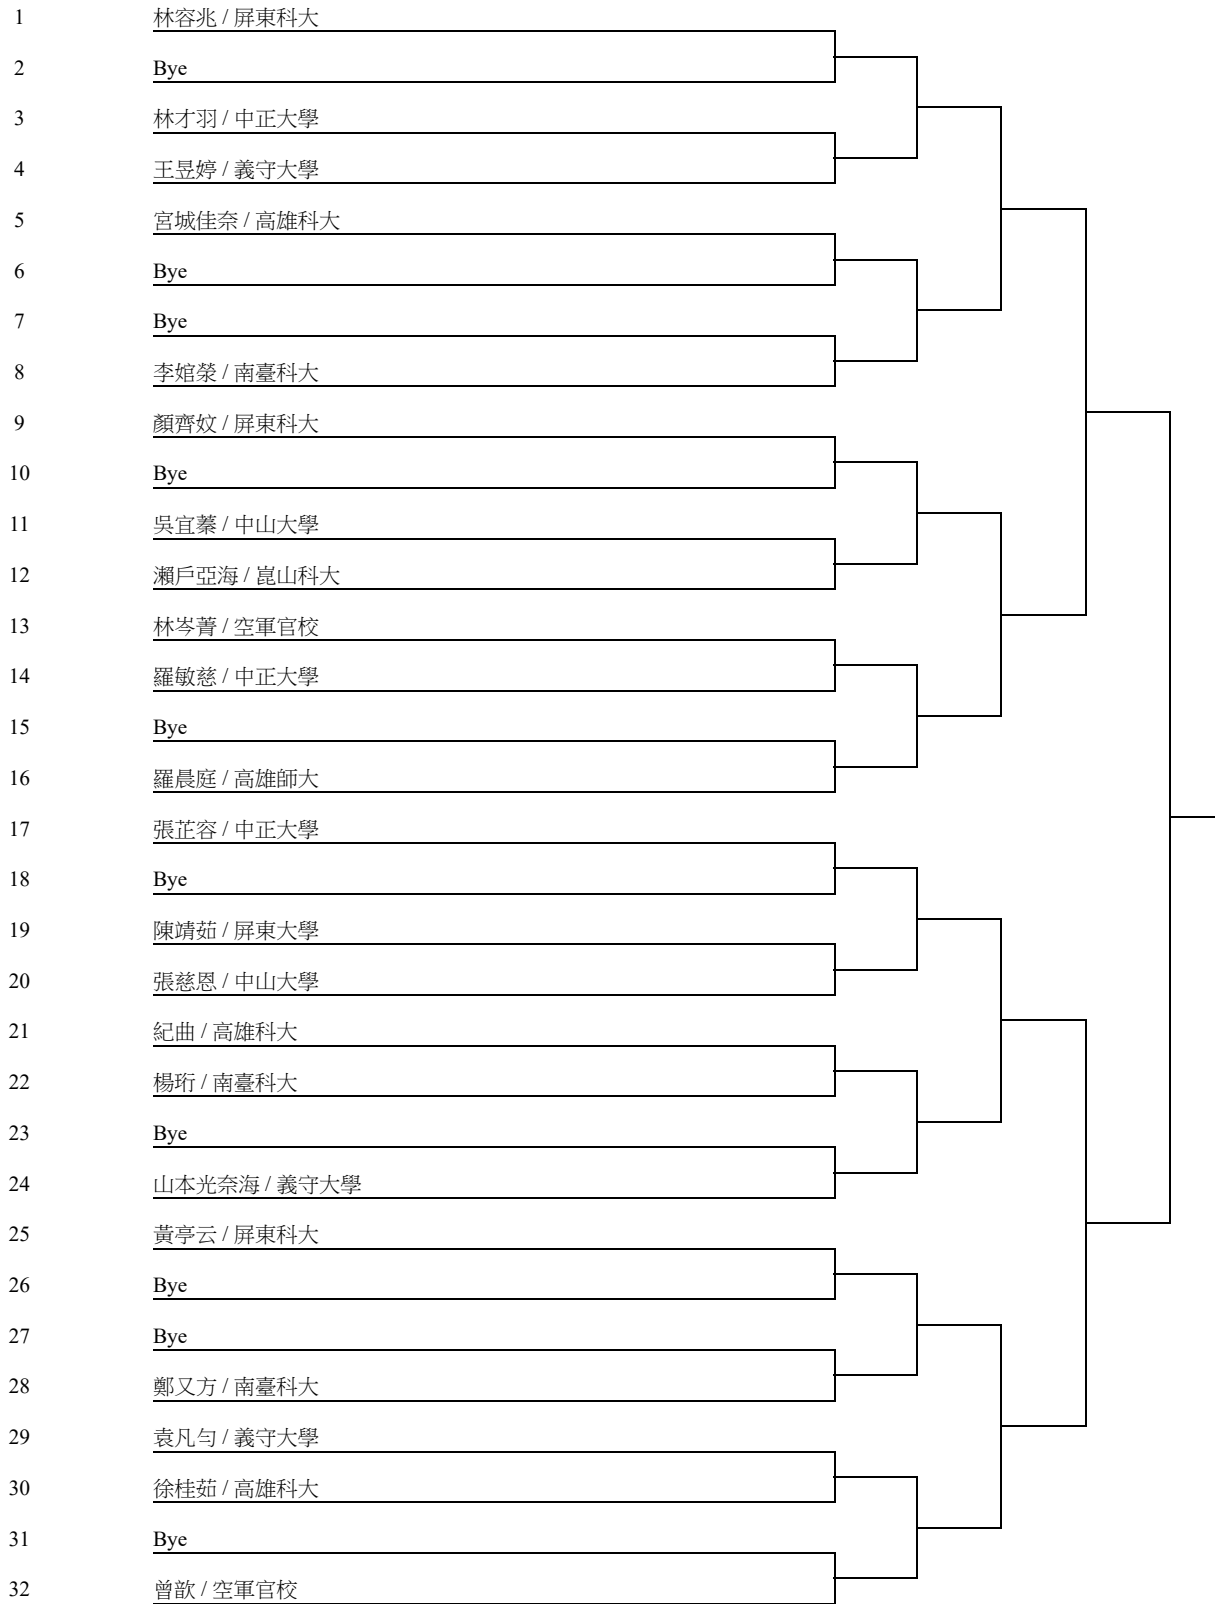 1 林容兆 / 屏東科大
2 Bye
3 林才羽 / 中正大學
4 王昱婷 / 義守大學
5 宮城佳奈 / 高雄科大
6 Bye
7 Bye
8 李婠滎 / 南臺科大
9 顏齊妏 / 屏東科大
10 Bye
11 吳宜蓁 / 中山大學
12 瀨戶亞海 / 崑山科大
13 林岑菁 / 空軍官校
14 羅敏慈 / 中正大學
15 Bye
16 羅晨庭 / 高雄師大
17 張芷容 / 中正大學
18 Bye
19 陳靖茹 / 屏東大學
20 張慈恩 / 中山大學
21 紀曲 / 高雄科大
22 楊珩 / 南臺科大
23 Bye
24 山本光奈海 / 義守大學
25 黃亭云 / 屏東科大
26 Bye
27 Bye
28 鄭又方 / 南臺科大
29 袁凡勻 / 義守大學
30 徐桂茹 / 高雄科大
31 Bye
32 曾歆 / 空軍官校